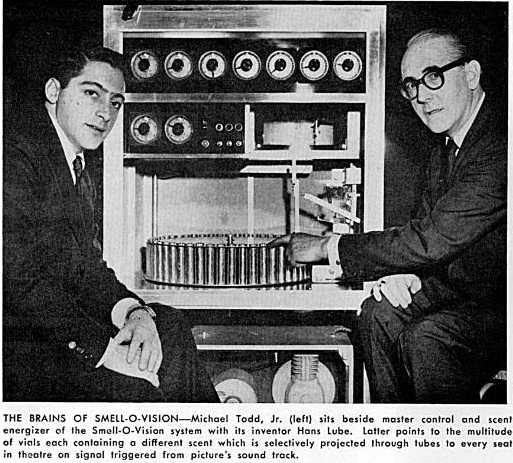 THE BRAINS OF SMELL-O-VISION—Michael Todd, Jr. (left) sits beside master control and scent
energizer of the Smell-O-Vision system with its inventor Hans Lube. Latter points to the multitude
of vials each containing a different scent which is selectively projected through tubes to every seat
in theatre on signal triggered from picture's sound track.